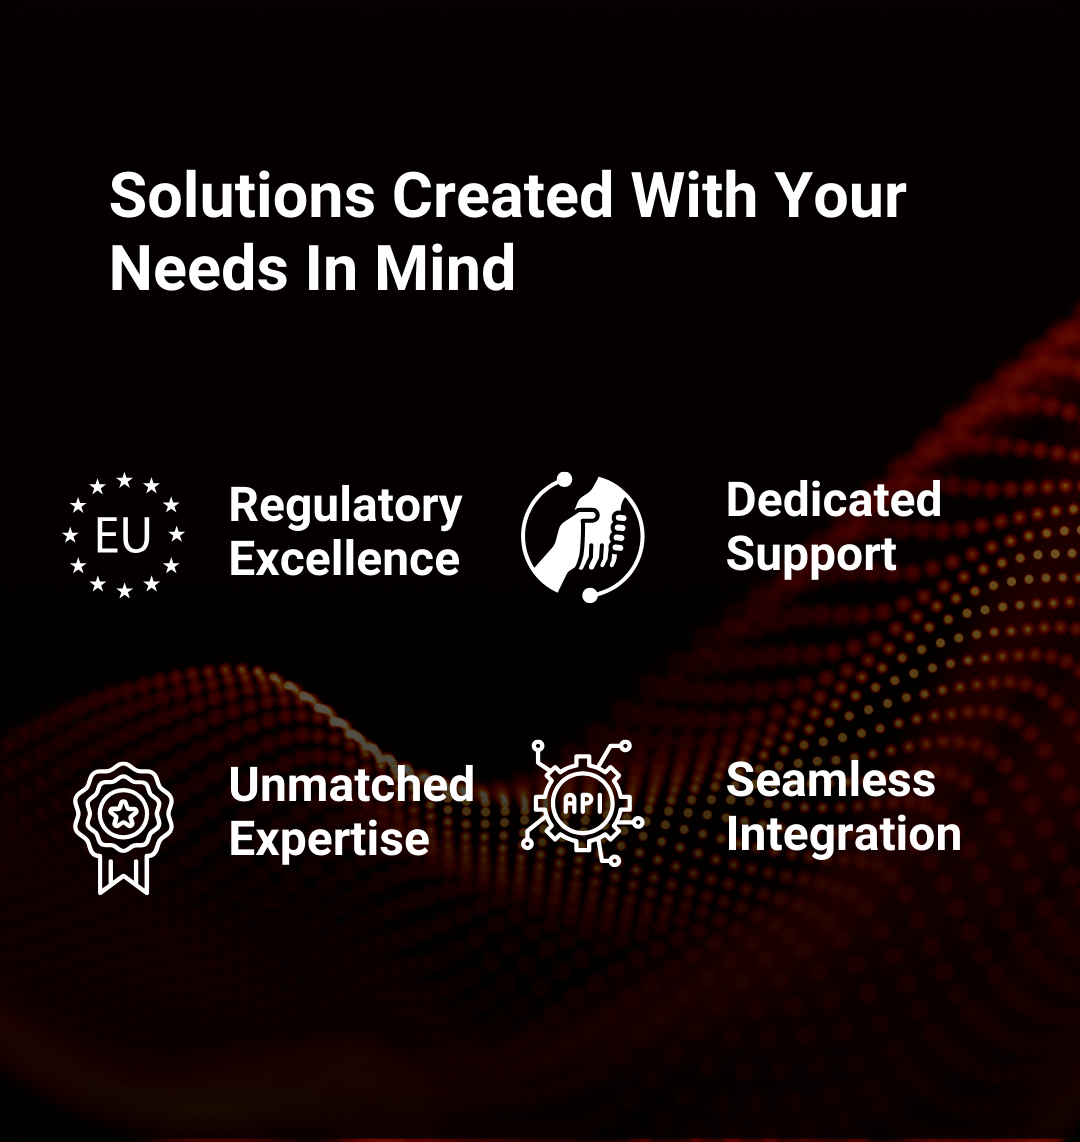 Solutions Created With Your
Needs In Mind
EU
Regulatory
Excellence
Dedicated
Support
Unmatched
Expertise
API
Seamless
Integration